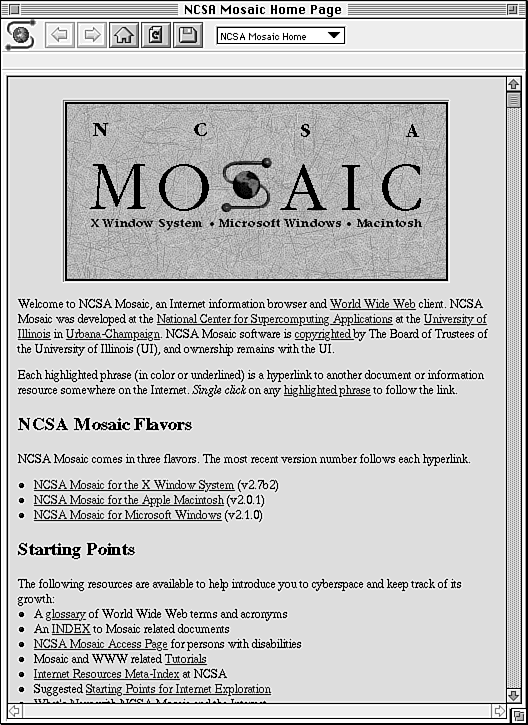 NCSA Mosaic Home Page
NCSA Mosaic Home
N C S A
MOSAIC
X Window System • Microsoft Windows • Macintosh
Welcome to NCSA Mosaic, an Internet information browser and World Wide Web client. NCSA
Mosaic was developed at the National Center for Supercomputing Applications at the University of
Illinois in Urbana-Champaign. NCSA Mosaic software is copyrighted by The Board of Trustees of
the University of Illinois (UI), and ownership remains with the UI.
Each highlighted phrase (in color or underlined) is a hyperlink to another document or information
resource somewhere on the Internet. Single click on any highlighted phrase to follow the link.
NCSA Mosaic Flavors
NCSA Mosaic comes in three flavors. The most recent version number follows each hyperlink.
• NCSA Mosaic for the X Window System (v2.7b2)
• NCSA Mosaic for the Apple Macintosh (v2.0.1)
• NCSA Mosaic for Microsoft Windows (v2.1.0)
Starting Points
The following resources are available to help introduce you to cyberspace and keep track of its
growth:
• A glossary of World Wide Web terms and acronyms
• An INDEX to Mosaic related documents
• NCSA Mosaic Access Page for persons with disabilities
• Mosaic and WWW related Tutorials
• Internet Resources Meta-Index at NCSA
• Suggested Starting Points for Internet Exploration
• What's New with NCSA Mosaic and the Internet